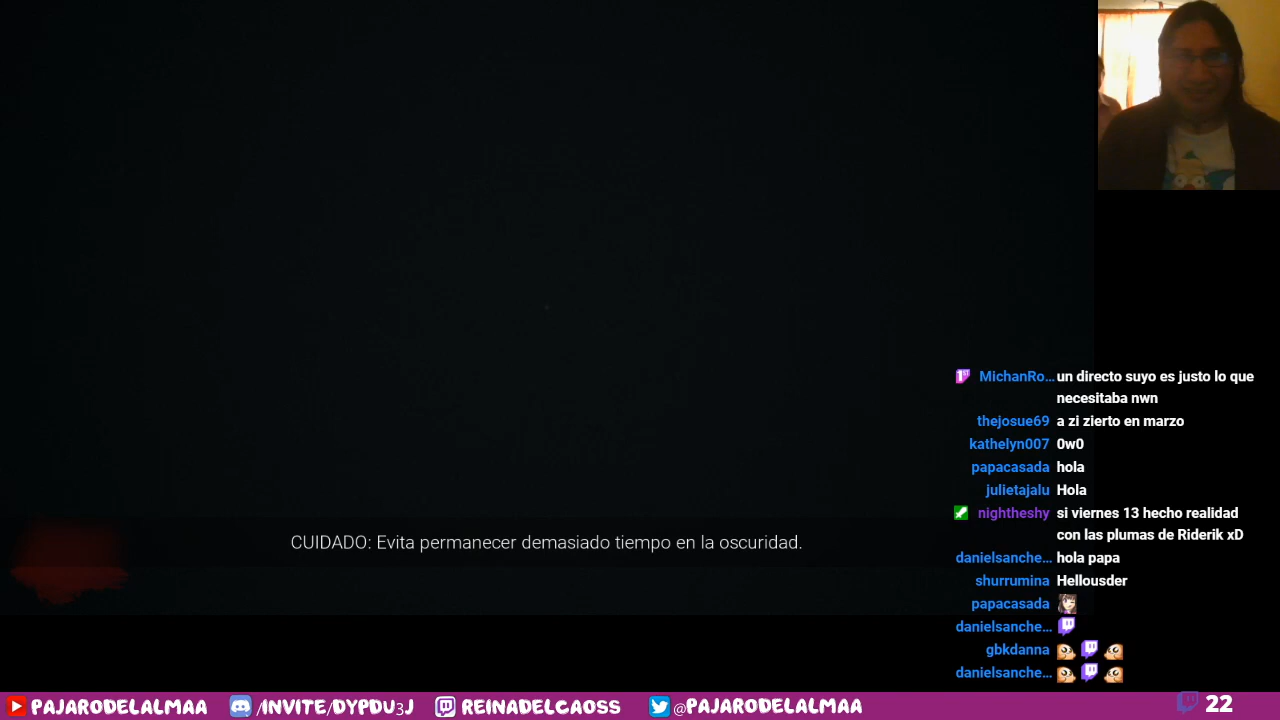 MichanRo… un directo suyo es justo lo que
necesitaba nwn
thejosue69 a zi zierto en marzo
kathelyn007 0w0
papacasada hola
julietajalu Hola
nightheshy si viernes 13 hecho realidad
con las plumas de Riderik xD
danielsanche… hola papa
shurrumina Hellousder
papacasada
danielsanche…
gbkdanna
danielsanche…
CUIDADO: Evita permanecer demasiado tiempo en la oscuridad.
PAJARODELALMAA /INVITE/DYPDU3J REINADELCAOSS @PAJARODELALMAA 22